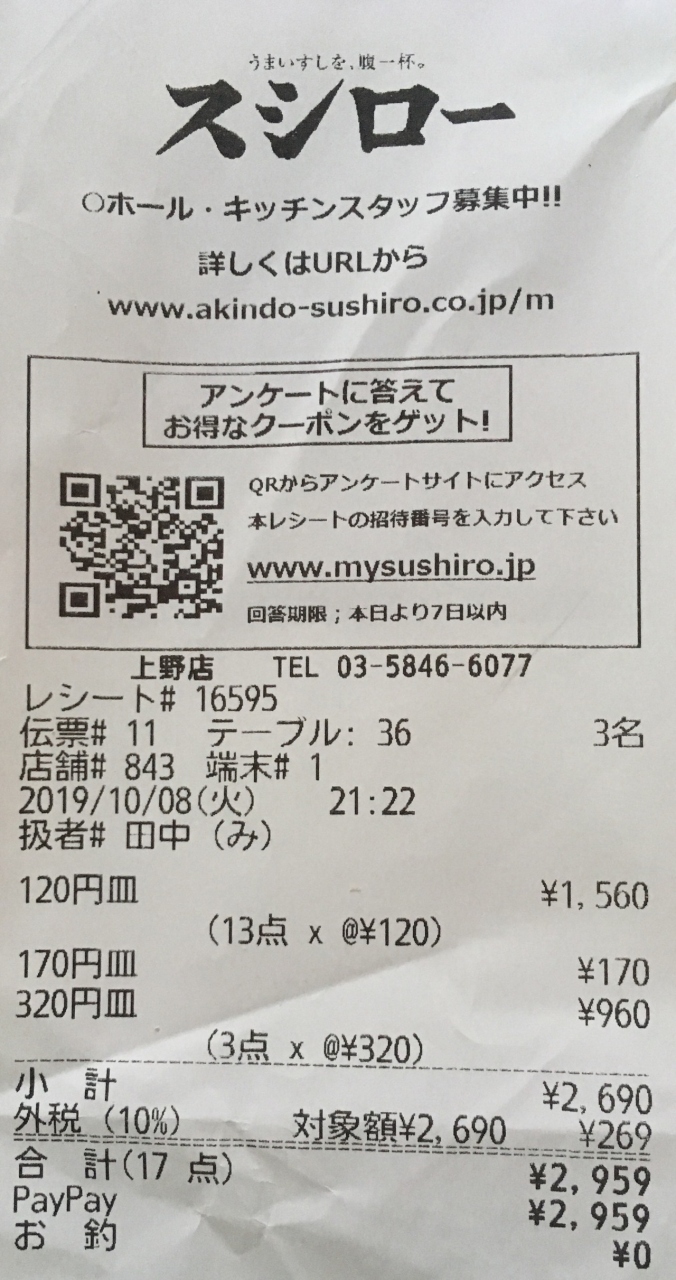 うまいすしを、腹一杯。
スシロー
○ホール・キッチンスタッフ募集中!!
詳しくはURLから
www.akindo-sushiro.co.jp/m
アンケートに答えて
お得なクーポンをゲット!
QRからアンケートサイトにアクセス
本レシートの招待番号を入力して下さい
www.mysushiro.jp
回答期限;本日より7日以内
上野店 TEL 03-5846-6077
レシート# 16595
伝票# 11 テーブル: 36 3名
店舗# 843 端末# 1
2019/10/08(火) 21:22
扱者# 田中 (み)
120円皿 ¥1,560
(13点 x @¥120)
170円皿 ¥170
320円皿 ¥960
(3点 x @¥320)
小 計 ¥2,690
外税 (10%) 対象額¥2,690 ¥269
合 計(17 点) ¥2,959
PayPay ¥2,959
お 釣 ¥0